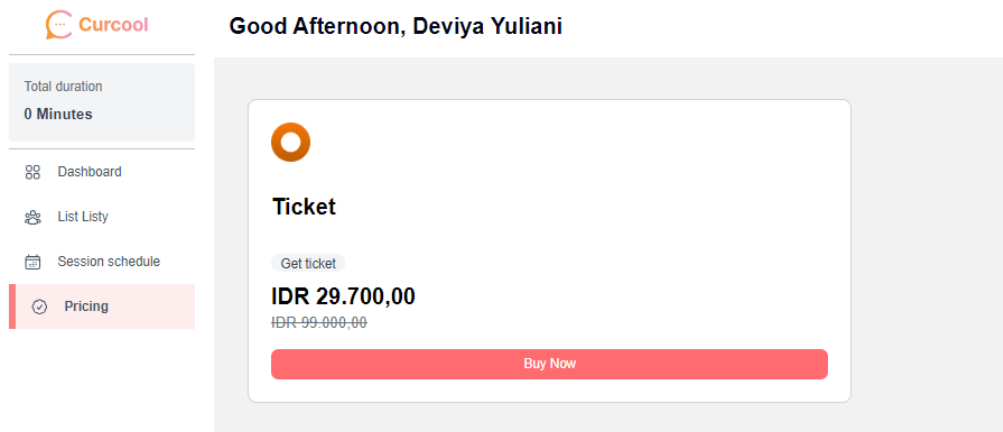 Curcool
Good Afternoon, Deviya Yuliani
Total duration
0 Minutes
Dashboard
List Listy
Session schedule
Pricing
Ticket
Get ticket
IDR 29.700,00
IDR 99.000,00
Buy Now